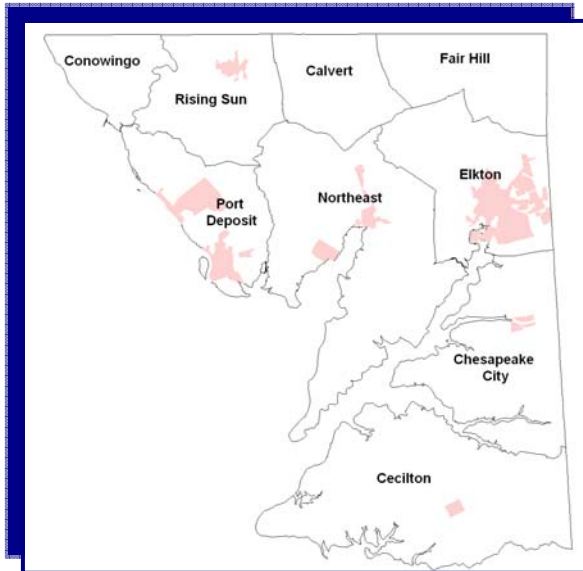 Conowingo
Rising Sun
Calvert
Fair Hill
Port
Deposit
Northeast
Elkton
Chesapeake
City
Cecilton